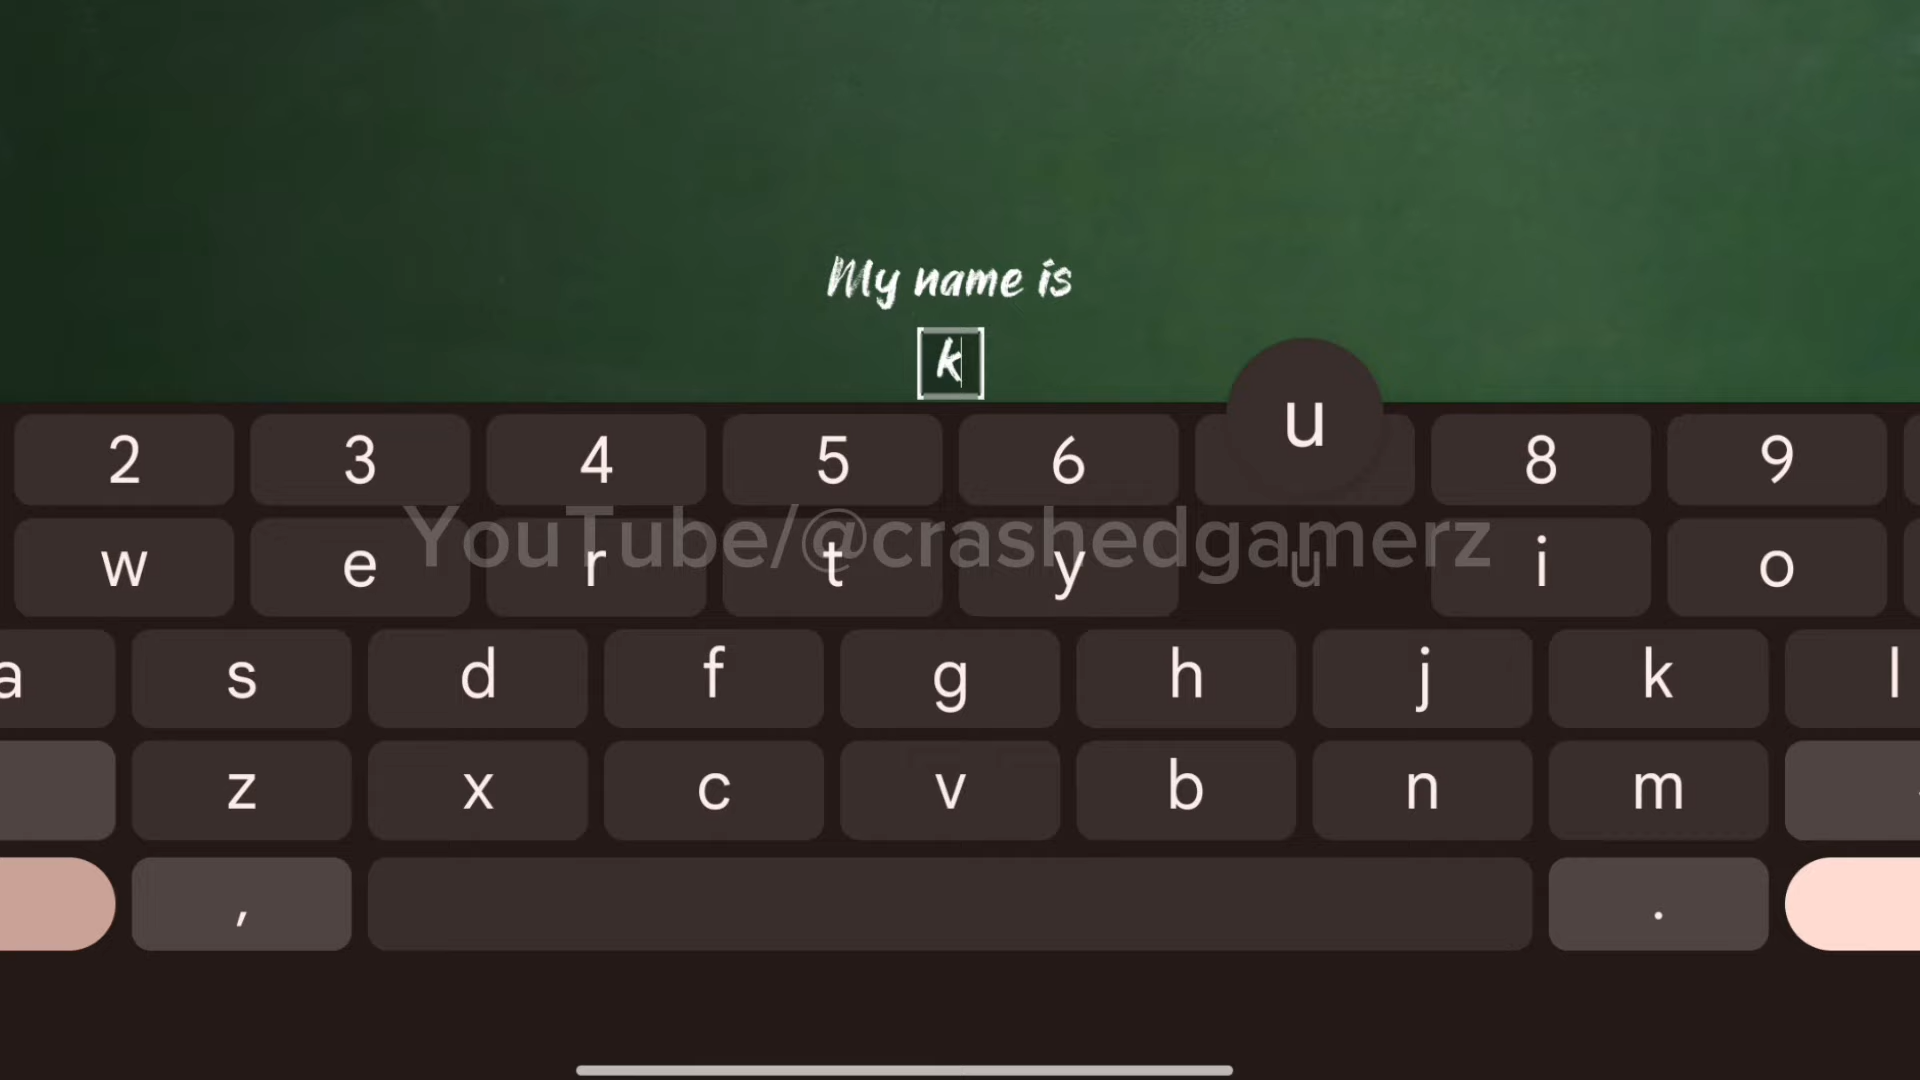 My name is
k
u
2 3 4 5 6 8 9
YouTube/@crashedgamerz
w e r t y u i o
a s d f g h j k l
z x c v b n m
, .